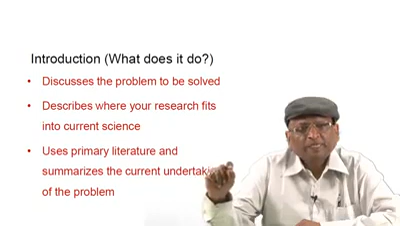 Introduction (What does it do?)
• Discusses the problem to be solved
• Describes where your research fits
into current science
• Uses primary literature and
summarizes the current
of the problem